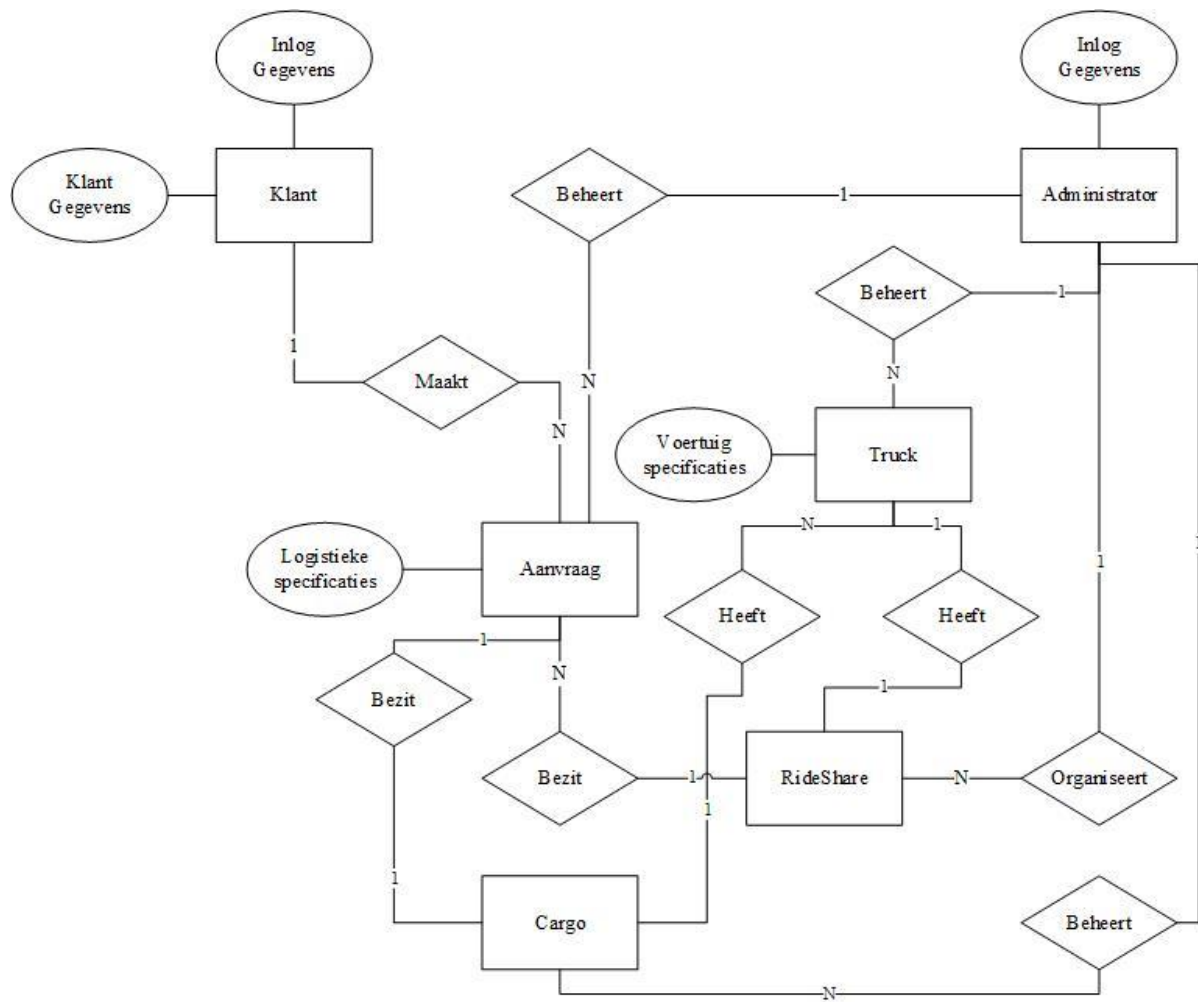 Inlog
Gegevens
Inlog
Gegevens
Klant
Gegevens
Klant
Beheert
1
Administrator
Beheert
1
1
Maakt
N
N
N
Voertuig
specificaties
Truck
N
1
Logistieke
specificaties
Aanvraag
1
1
Heeft
Heeft
1
N
1
Bezit
Bezit
1
RideShare
N
Organiseert
1
1
Cargo
Beheert
N